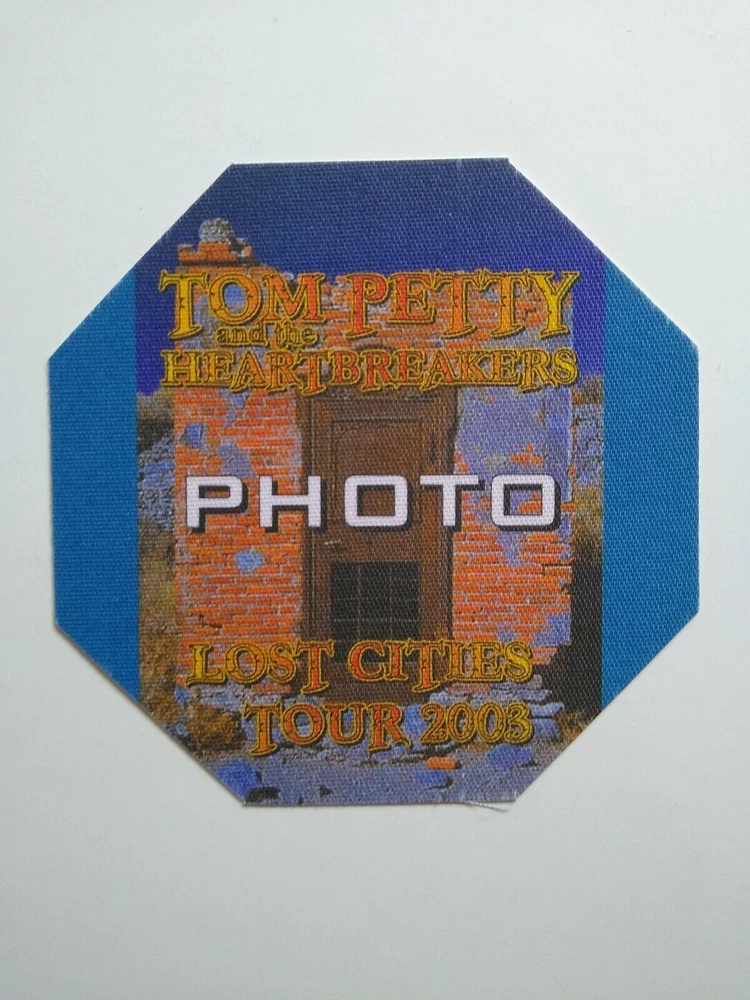 TOM PETTY
and the
HEARTBREAKERS
PHOTO
LOST CITIES
TOUR 2003